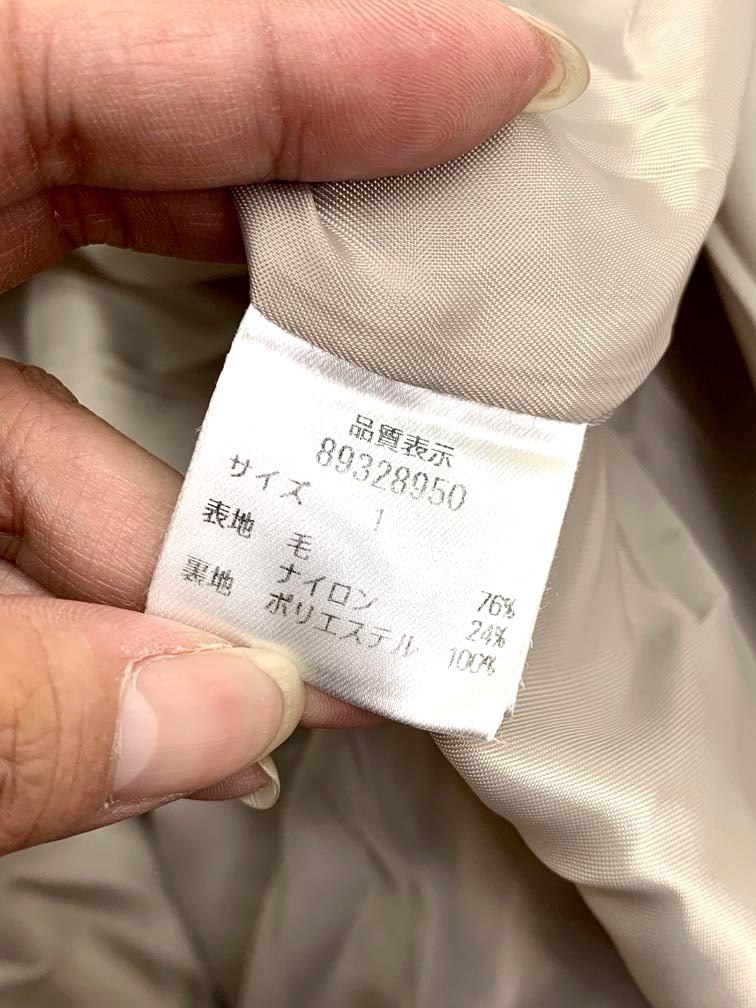 品質表示
89328950
サイズ 1
表地 毛 76%
ナイロン 24%
裏地 ポリエステル 100%